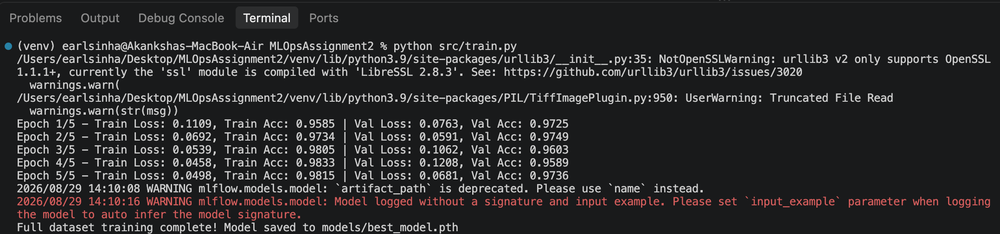 Problems Output Debug Console Terminal Ports
(venv) earlsinha@Akankshas-MacBook-Air MLOpsAssignment2 % python src/train.py
/Users/earlsinha/Desktop/MLOpsAssignment2/venv/lib/python3.9/site-packages/urllib3/__init__.py:35: NotOpenSSLWarning: urllib3 v2 only supports OpenSSL
1.1.1+, currently the 'ssl' module is compiled with 'LibreSSL 2.8.3'. See: https://github.com/urllib3/urllib3/issues/3020
  warnings.warn(
/Users/earlsinha/Desktop/MLOpsAssignment2/venv/lib/python3.9/site-packages/PIL/TiffImagePlugin.py:950: UserWarning: Truncated File Read
  warnings.warn(str(msg))
Epoch 1/5 – Train Loss: 0.1109, Train Acc: 0.9585 | Val Loss: 0.0763, Val Acc: 0.9725
Epoch 2/5 – Train Loss: 0.0692, Train Acc: 0.9734 | Val Loss: 0.0591, Val Acc: 0.9749
Epoch 3/5 – Train Loss: 0.0539, Train Acc: 0.9805 | Val Loss: 0.1062, Val Acc: 0.9603
Epoch 4/5 – Train Loss: 0.0458, Train Acc: 0.9833 | Val Loss: 0.1208, Val Acc: 0.9589
Epoch 5/5 – Train Loss: 0.0498, Train Acc: 0.9815 | Val Loss: 0.0681, Val Acc: 0.9736
2026/08/29 14:10:08 WARNING mlflow.models.model: `artifact_path` is deprecated. Please use `name` instead.
2026/08/29 14:10:16 WARNING mlflow.models.model: Model logged without a signature and input example. Please set `input_example` parameter when logging
the model to auto infer the model signature.
Full dataset training complete! Model saved to models/best_model.pth